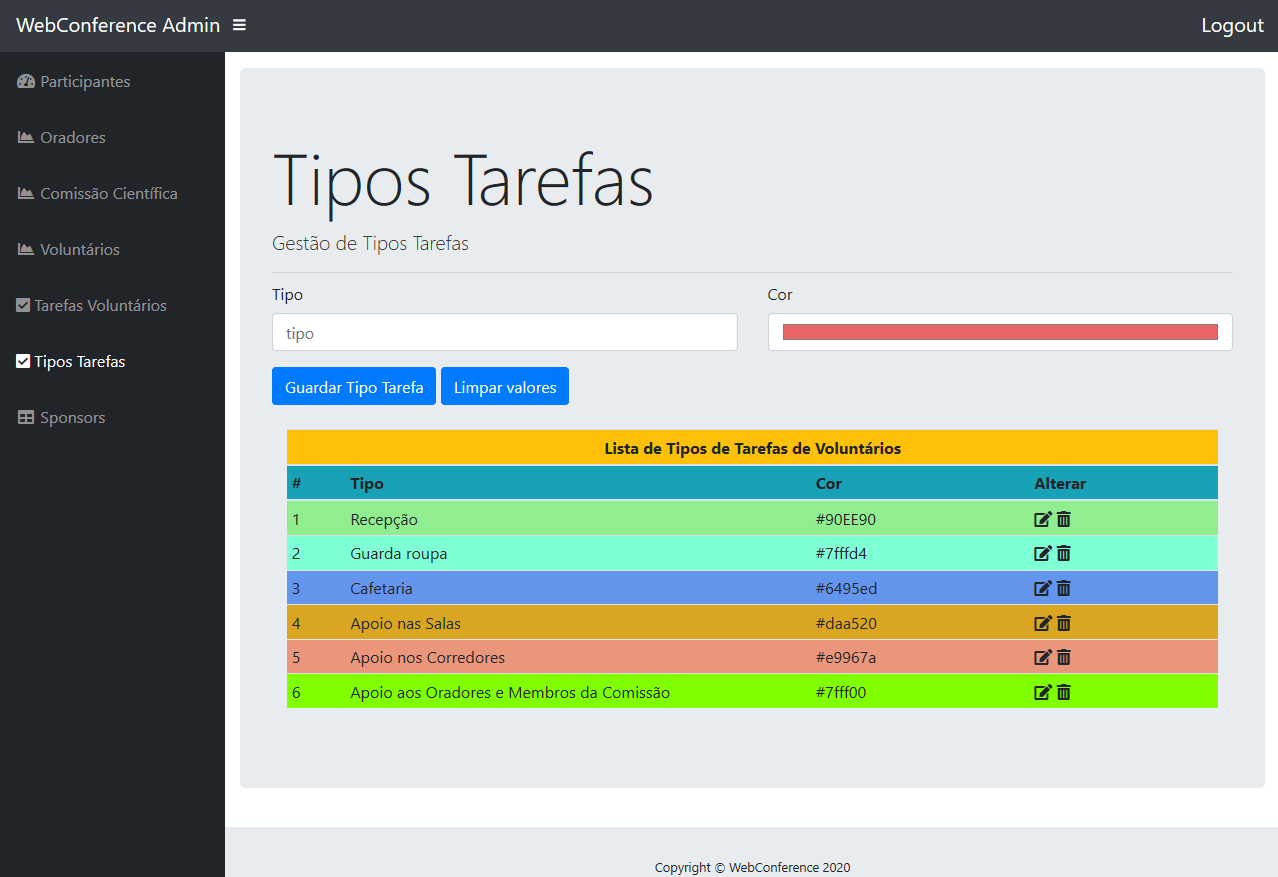 WebConference Admin
Logout
Participantes
Oradores
Comissão Científica
Voluntários
Tarefas Voluntários
Tipos Tarefas
Sponsors
Tipos Tarefas
Gestão de Tipos Tarefas
Tipo Cor
tipo
Guardar Tipo Tarefa Limpar valores
Lista de Tipos de Tarefas de Voluntários
# Tipo Cor Alterar
1 Recepção #90EE90
2 Guarda roupa #7fffd4
3 Cafetaria #6495ed
4 Apoio nas Salas #daa520
5 Apoio nos Corredores #e9967a
6 Apoio aos Oradores e Membros da Comissão #7fff00
Copyright © WebConference 2020